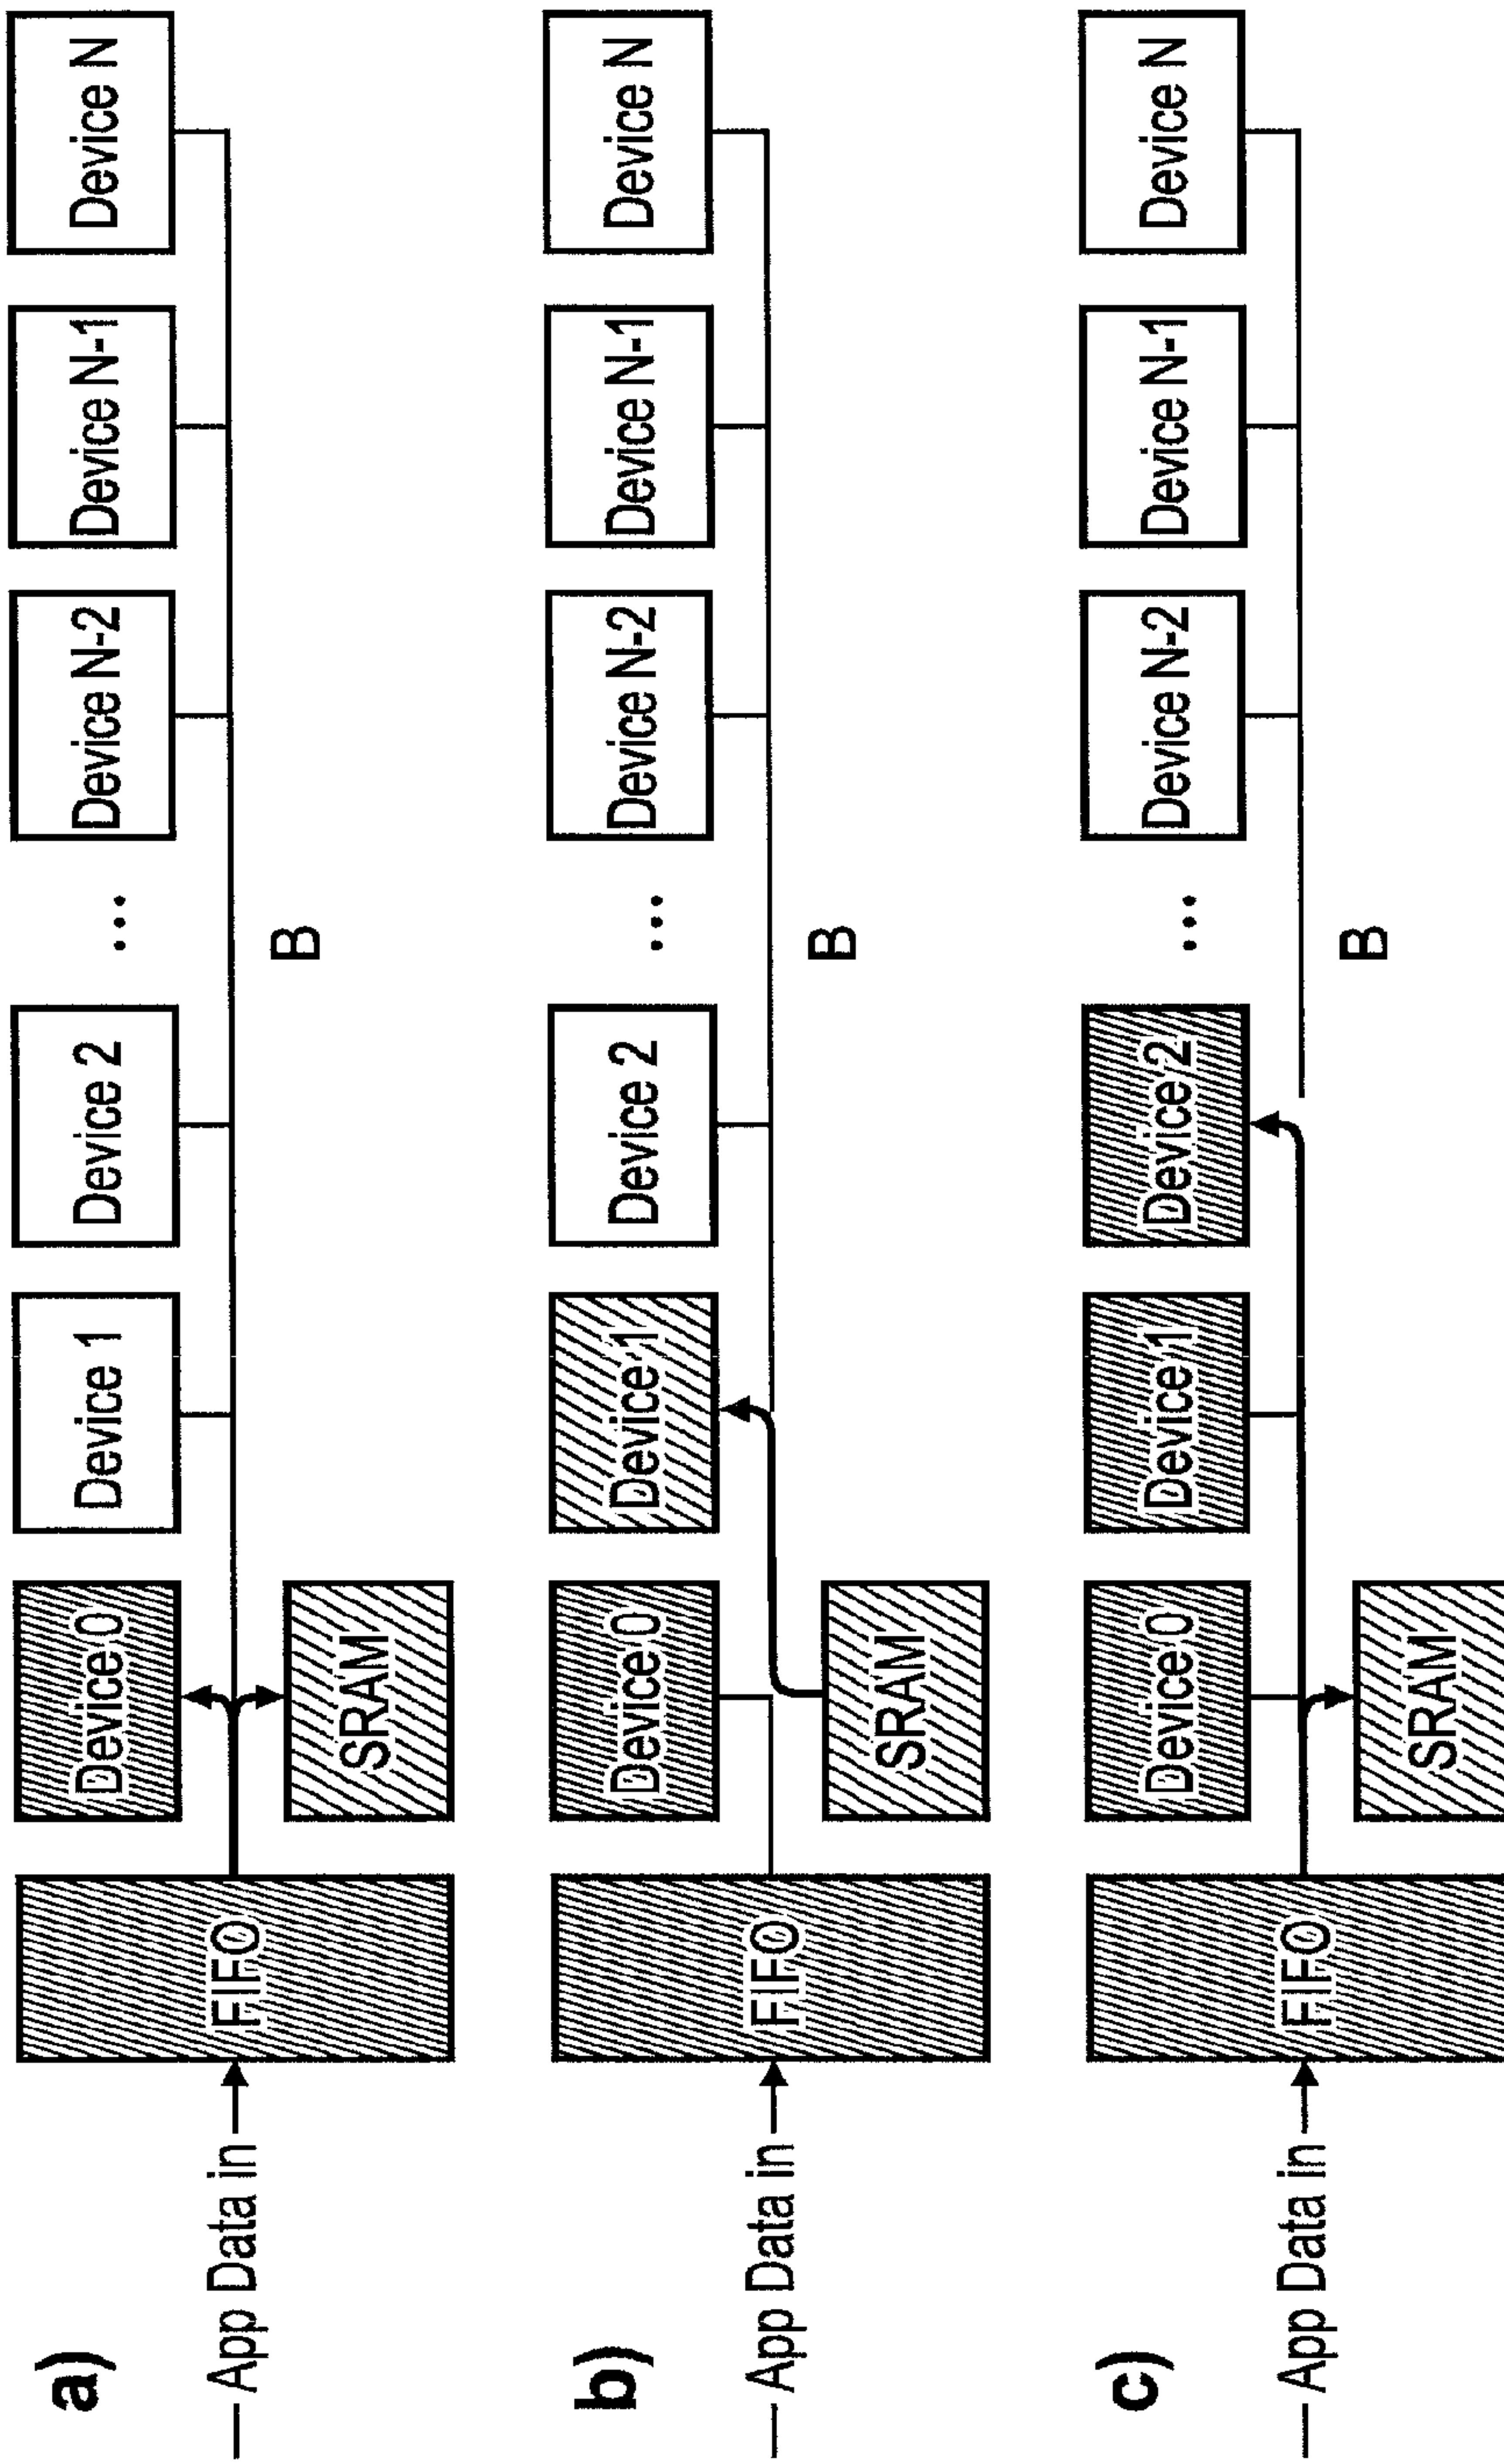 a)
App Data in
FIFO
Device 0
SRAM
Device 1
Device 2
...
B
Device N-2
Device N-1
Device N
b)
App Data in
FIFO
Device 0
SRAM
Device 1
Device 2
...
B
Device N-2
Device N-1
Device N
c)
App Data in
FIFO
Device 0
SRAM
Device 1
Device 2
...
B
Device N-2
Device N-1
Device N